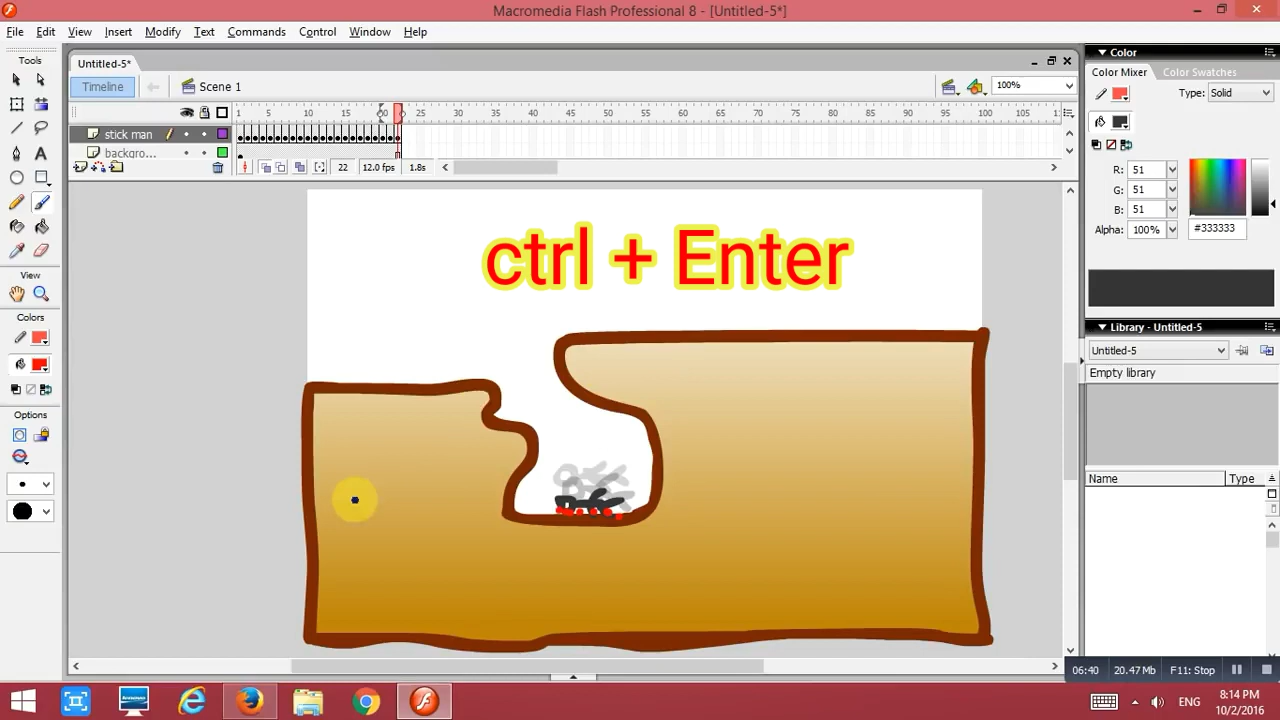 Macromedia Flash Professional 8 - [Untitled-5*]
File Edit View Insert Modify Text Commands Control Window Help
Tools
Untitled-5*
Timeline
Scene 1
100%
1 5 10 15 20 25 30 35 40 45 50 55 60 65 70 75 80 85 90 95 100 105
stick man
backgro...
22 12.0 fps 1.8s
ctrl + Enter
View
Colors
Options
Color
Color Mixer Color Swatches
Type: Solid
R: 51
G: 51
B: 51
Alpha: 100% #333333
Library - Untitled-5
Untitled-5
Empty library
Name Type
06:40 20.47 Mb F11: Stop
ENG
8:14 PM
10/2/2016